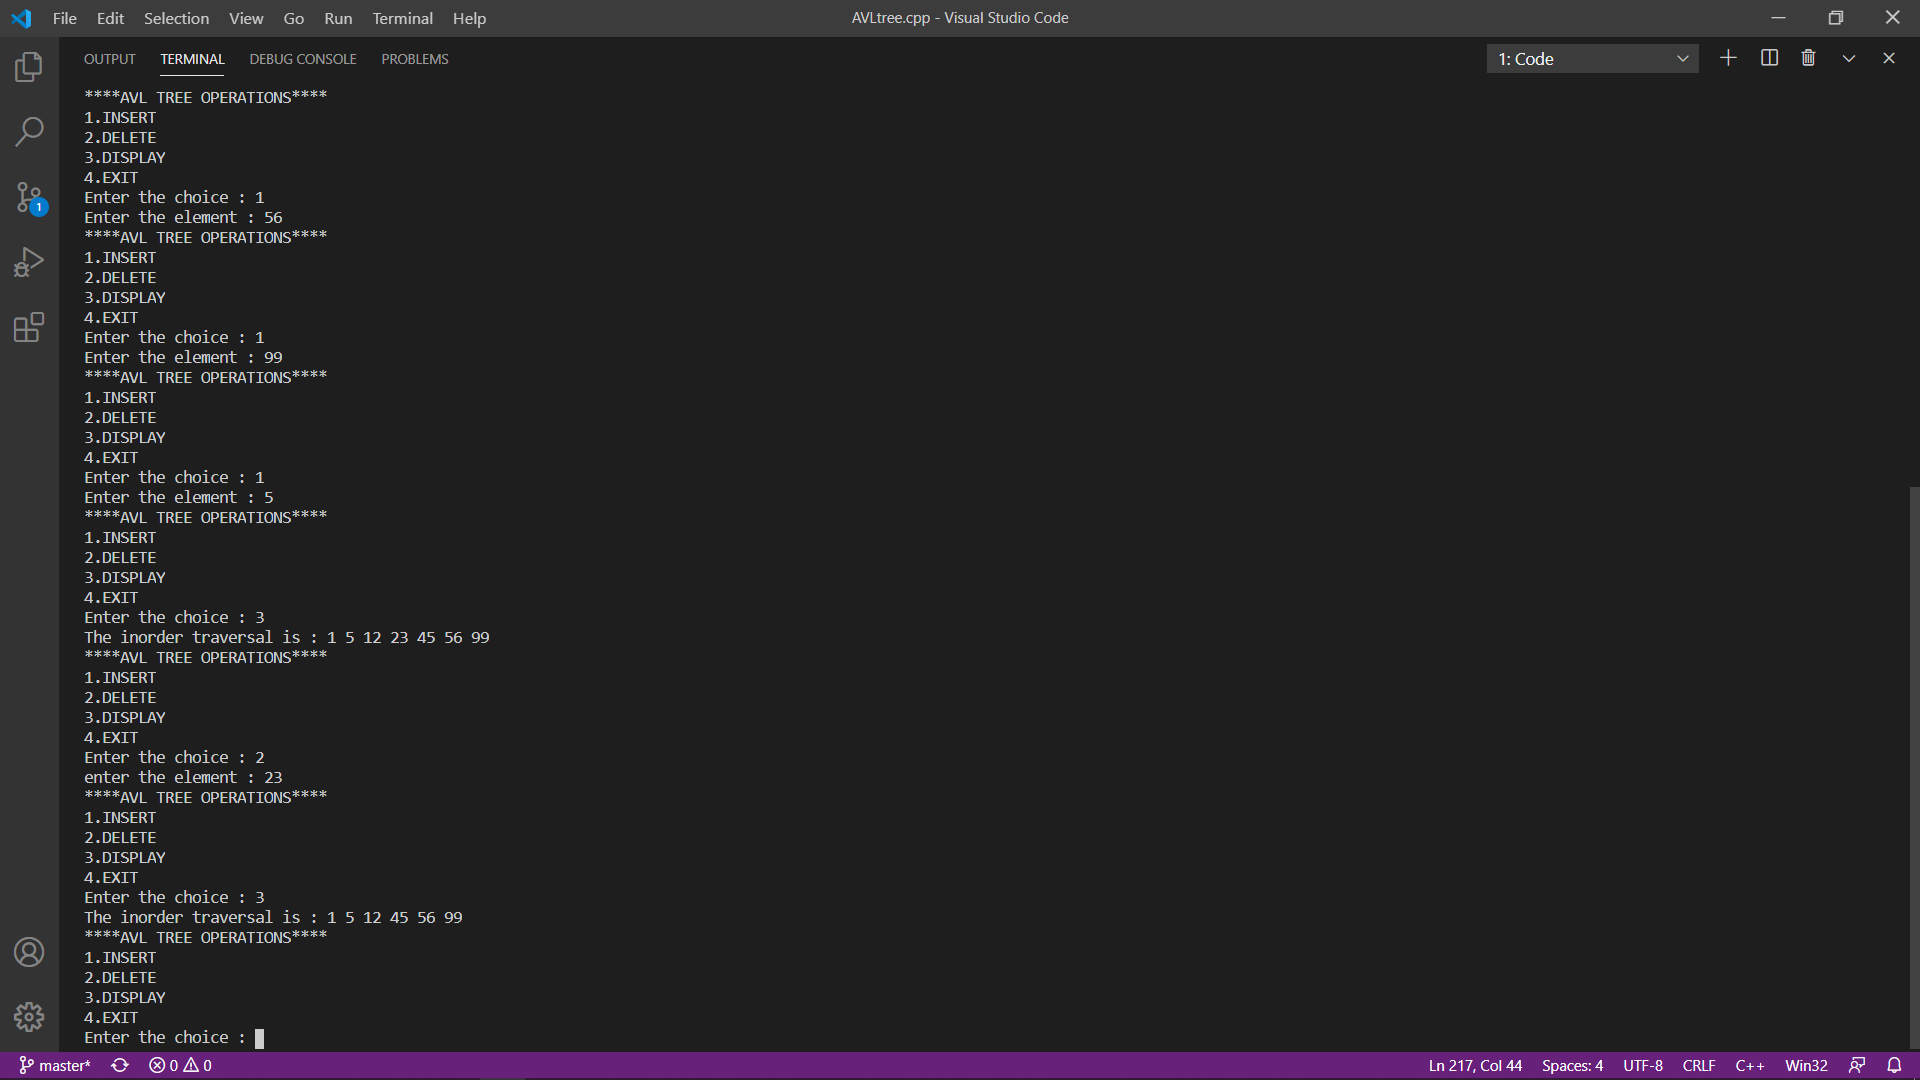 File Edit Selection View Go Run Terminal Help AVLtree.cpp - Visual Studio Code
OUTPUT TERMINAL DEBUG CONSOLE PROBLEMS 1: Code
****AVL TREE OPERATIONS****
1.INSERT
2.DELETE
3.DISPLAY
4.EXIT
Enter the choice : 1
Enter the element : 56
****AVL TREE OPERATIONS****
1.INSERT
2.DELETE
3.DISPLAY
4.EXIT
Enter the choice : 1
Enter the element : 99
****AVL TREE OPERATIONS****
1.INSERT
2.DELETE
3.DISPLAY
4.EXIT
Enter the choice : 1
Enter the element : 5
****AVL TREE OPERATIONS****
1.INSERT
2.DELETE
3.DISPLAY
4.EXIT
Enter the choice : 3
The inorder traversal is : 1 5 12 23 45 56 99
****AVL TREE OPERATIONS****
1.INSERT
2.DELETE
3.DISPLAY
4.EXIT
Enter the choice : 2
enter the element : 23
****AVL TREE OPERATIONS****
1.INSERT
2.DELETE
3.DISPLAY
4.EXIT
Enter the choice : 3
The inorder traversal is : 1 5 12 45 56 99
****AVL TREE OPERATIONS****
1.INSERT
2.DELETE
3.DISPLAY
4.EXIT
Enter the choice :
1
master* 0 0 Ln 217, Col 44 Spaces: 4 UTF-8 CRLF C++ Win32